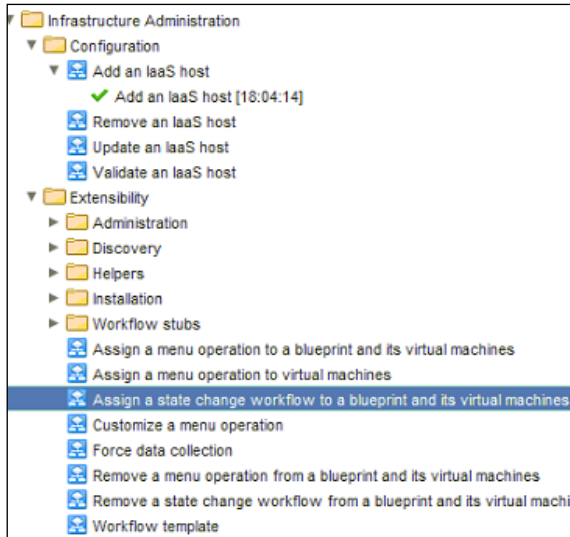 Infrastructure Administration
Configuration
Add an IaaS host
Add an IaaS host [18:04:14]
Remove an IaaS host
Update an IaaS host
Validate an IaaS host
Extensibility
Administration
Discovery
Helpers
Installation
Workflow stubs
Assign a menu operation to a blueprint and its virtual machines
Assign a menu operation to virtual machines
Assign a state change workflow to a blueprint and its virtual machines
Customize a menu operation
Force data collection
Remove a menu operation from a blueprint and its virtual machines
Remove a state change workflow from a blueprint and its virtual machi
Workflow template